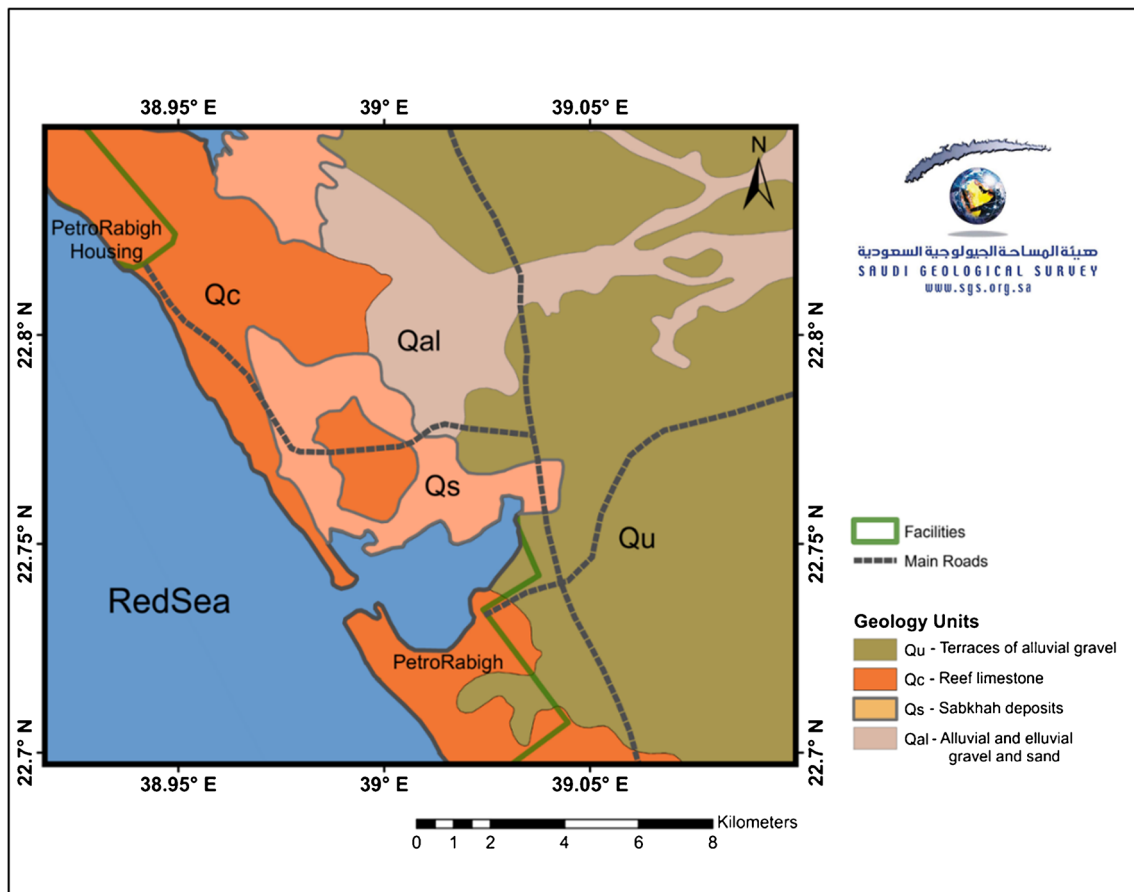 38.95° E 39° E 39.05° E
N
PetroRabigh
Housing
Qc
22.8° N
22.8° N
Qal
Qs
22.75° N
22.75° N
Qu
RedSea
PetroRabigh
22.7° N
22.7° N
38.95° E 39° E 39.05° E
Kilometers
0 1 2 4 6 8
هيئة المساحة الجيولوجية السعودية
SAUDI GEOLOGICAL SURVEY
www.sgs.org.sa
Facilities
Main Roads
Geology Units
Qu - Terraces of alluvial gravel
Qc - Reef limestone
Qs - Sabkhah deposits
Qal - Alluvial and elluvial
gravel and sand